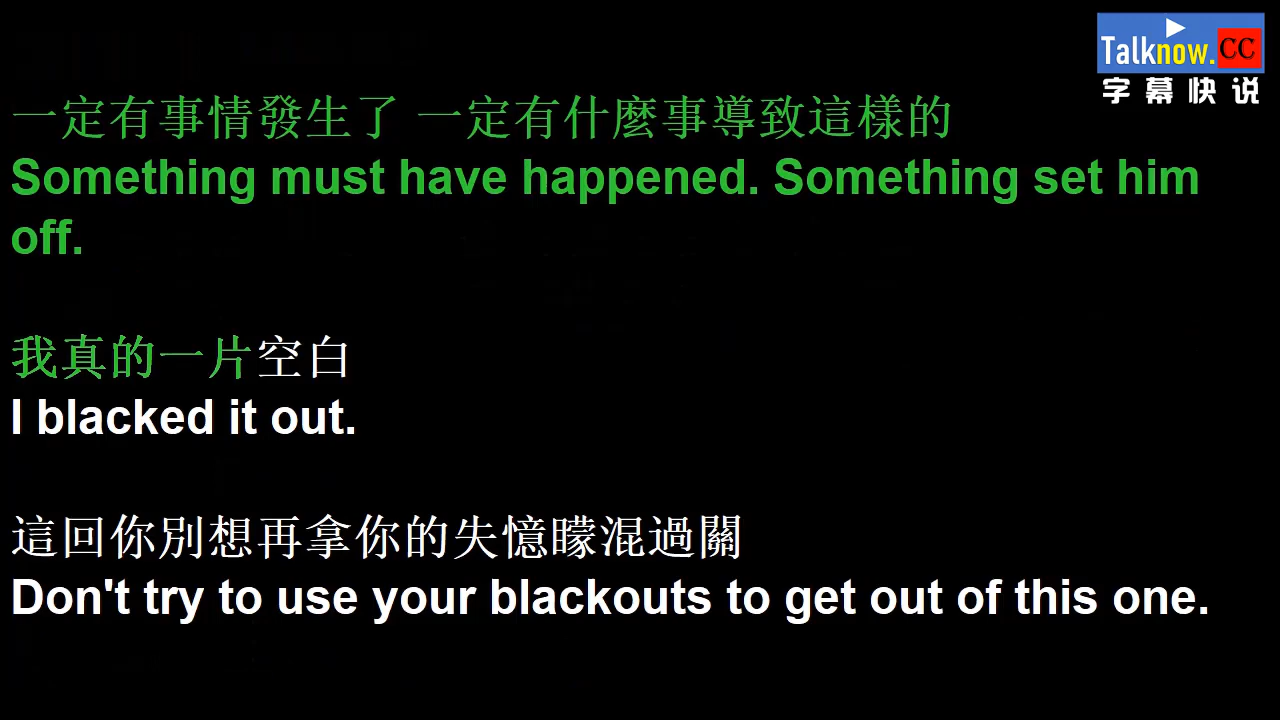 Talknow.CC
字幕快说
一定有事情發生了 一定有什麼事導致這樣的
Something must have happened. Something set him
off.
我真的一片空白
I blacked it out.
這回你別想再拿你的失憶矇混過關
Don't try to use your blackouts to get out of this one.